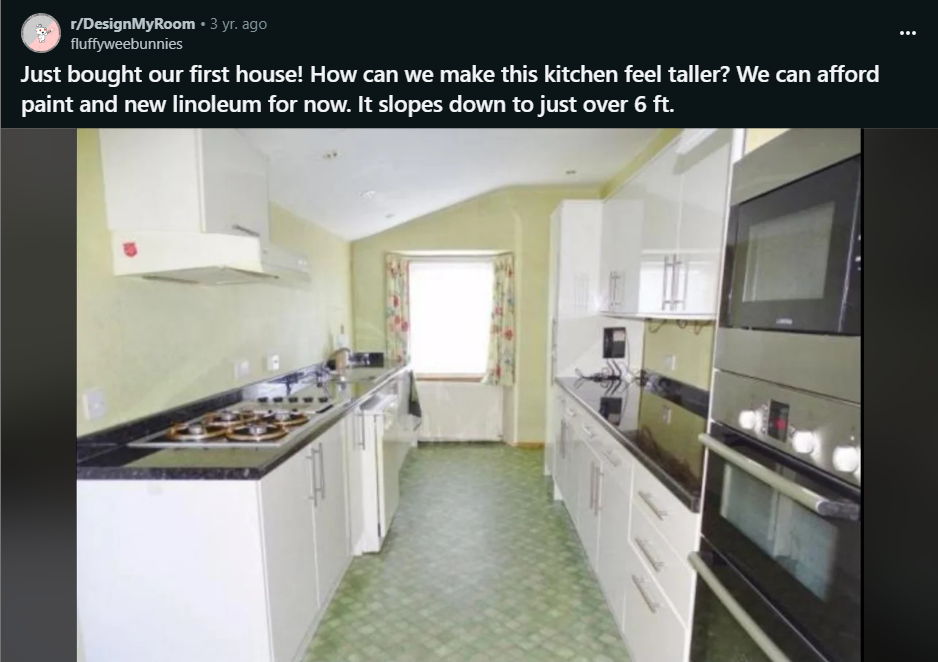 r/DesignMyRoom • 3 yr. ago
fluffyweebunnies
Just bought our first house! How can we make this kitchen feel taller? We can afford
paint and new linoleum for now. It slopes down to just over 6 ft.